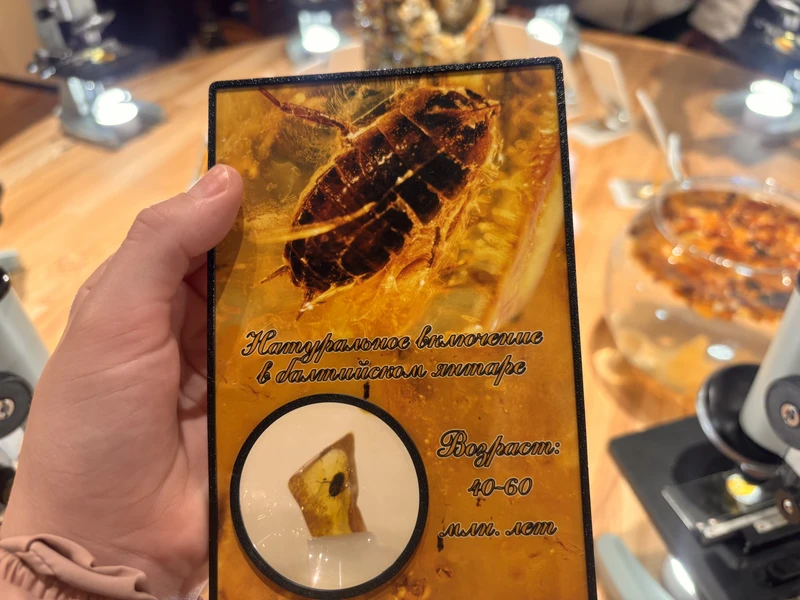 Натуральное включение
в балтийском янтаре
Возраст:
40-60
млн. лет